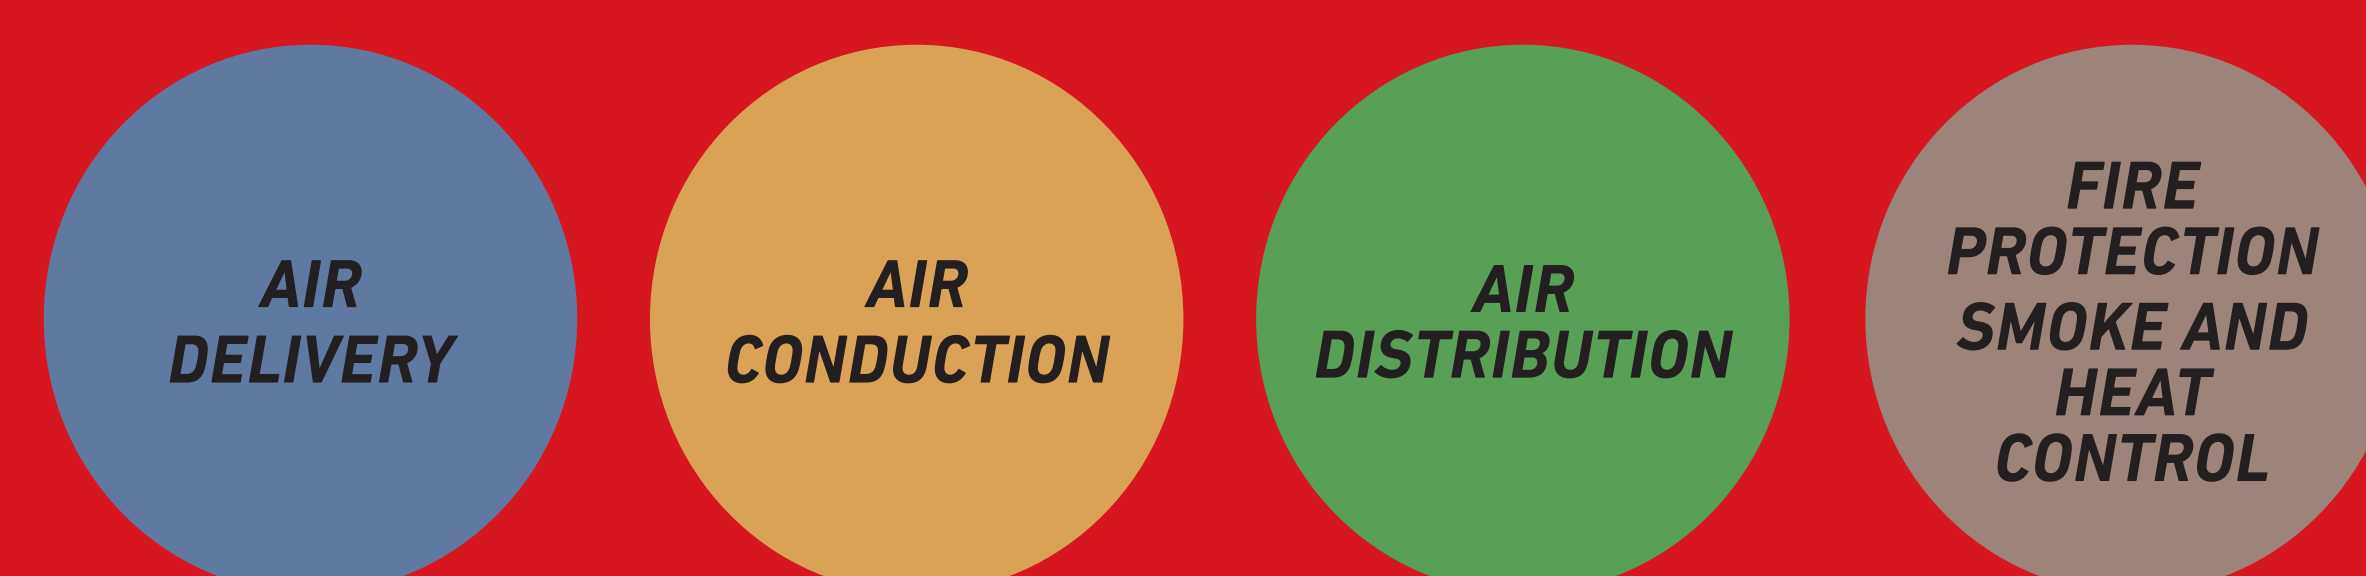 AIR
DELIVERY
AIR
CONDUCTION
AIR
DISTRIBUTION
FIRE
PROTECTION
SMOKE AND
HEAT
CONTROL